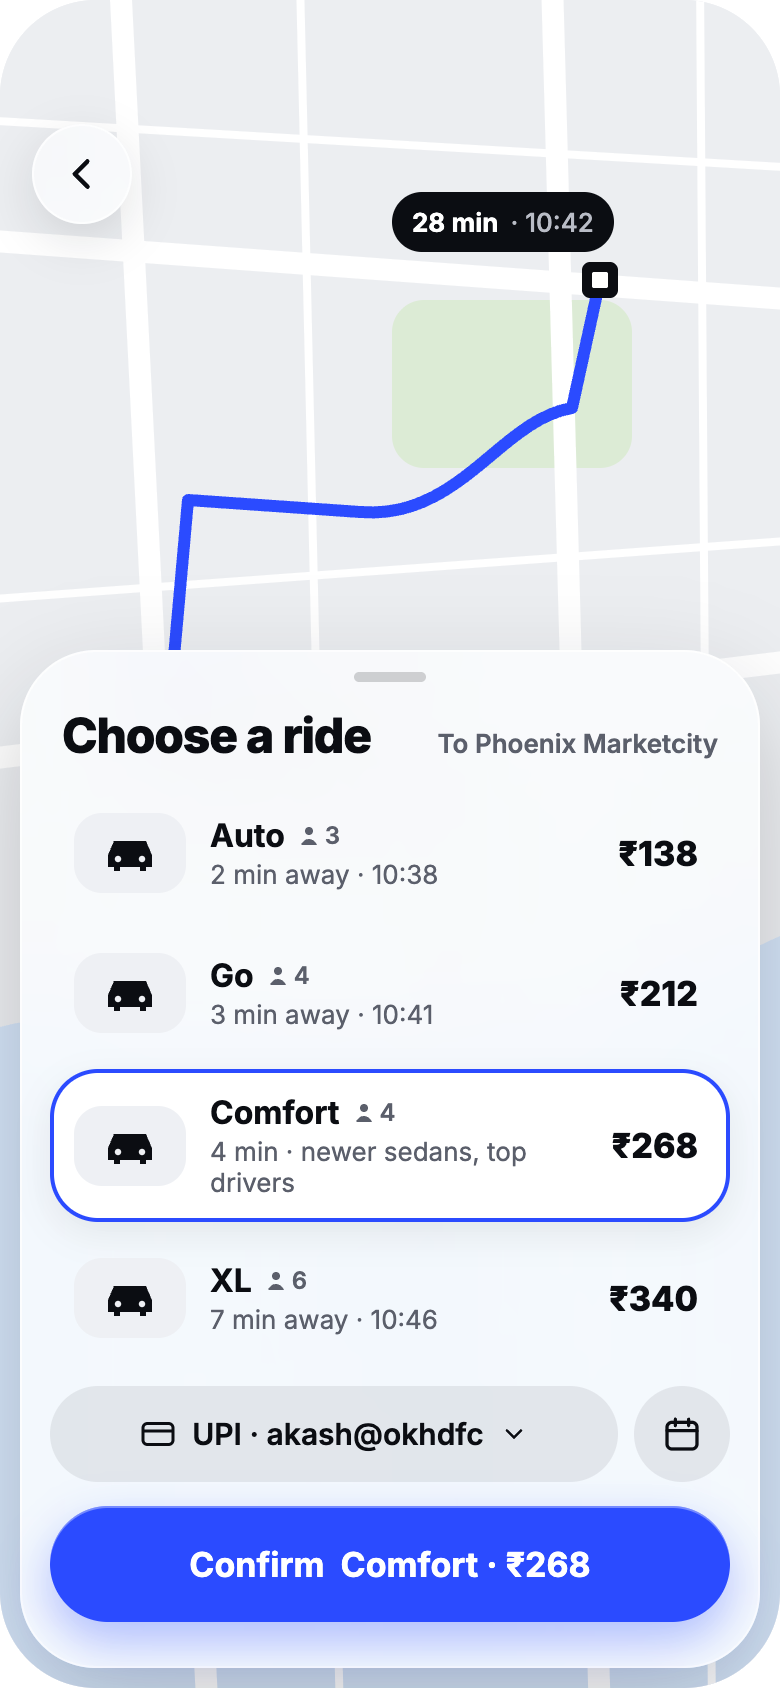 28 min · 10:42
Choose a ride
To Phoenix Marketcity
Auto 3
2 min away · 10:38
₹138
Go 4
3 min away · 10:41
₹212
Comfort 4
4 min · newer sedans, top
drivers
₹268
XL 6
7 min away · 10:46
₹340
UPI · akash@okhdfc
Confirm Comfort · ₹268